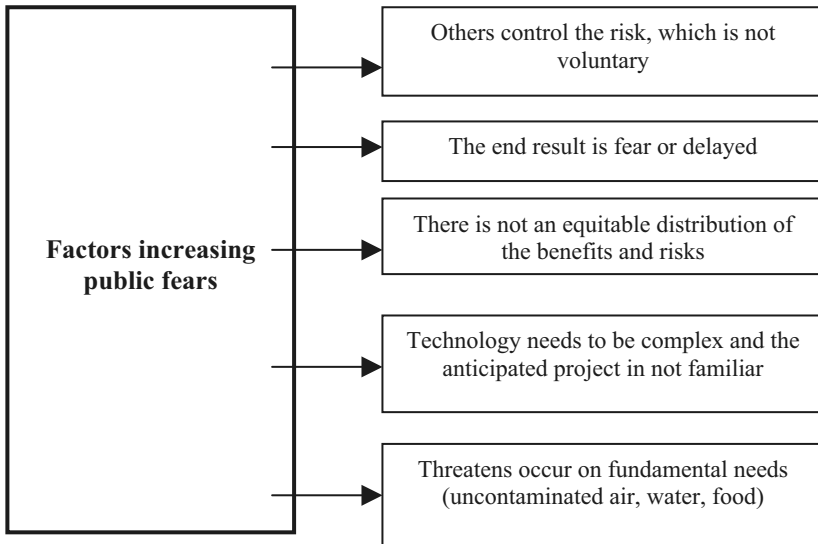 Factors increasing
public fears
Others control the risk, which is not
voluntary
The end result is fear or delayed
There is not an equitable distribution of
the benefits and risks
Technology needs to be complex and the
anticipated project in not familiar
Threatens occur on fundamental needs
(uncontaminated air, water, food)